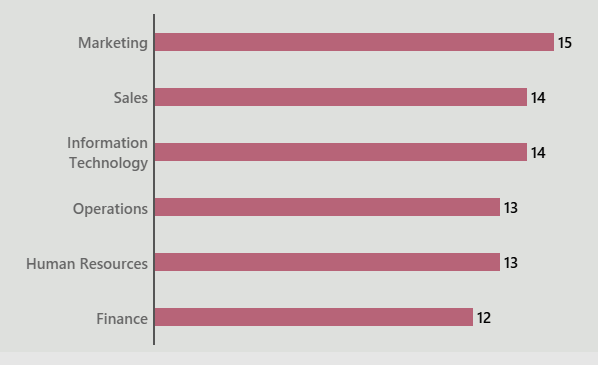 Marketing 15
Sales 14
Information
Technology 14
Operations 13
Human Resources 13
Finance 12